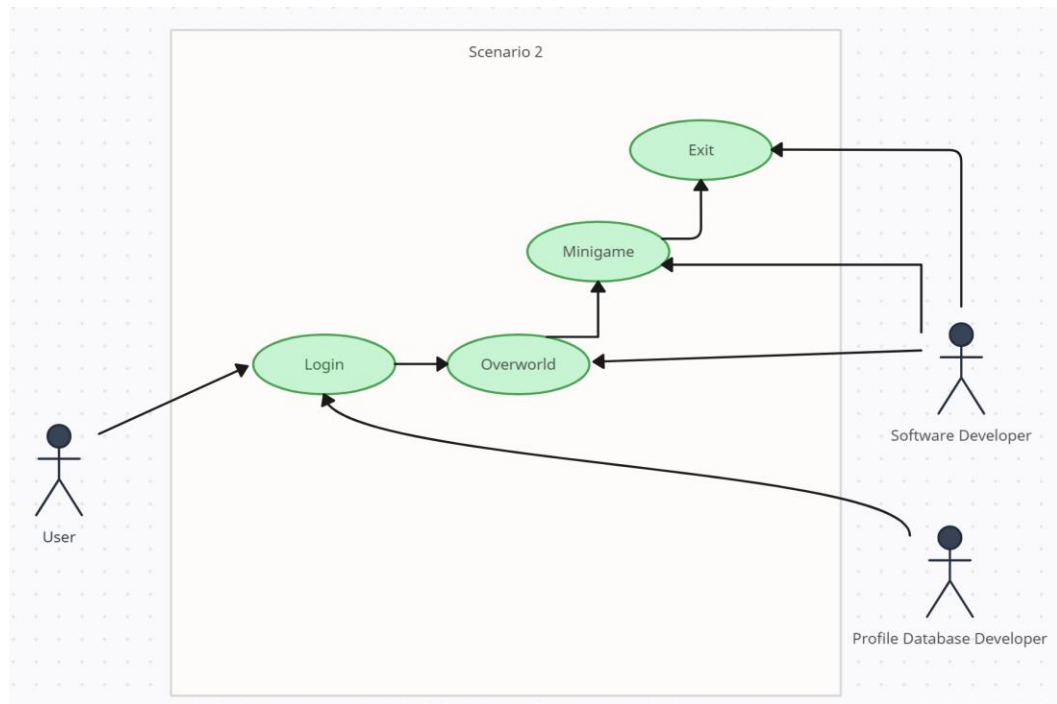 Scenario 2
Exit
Minigame
Login
Overworld
Software Developer
User
Profile Database Developer